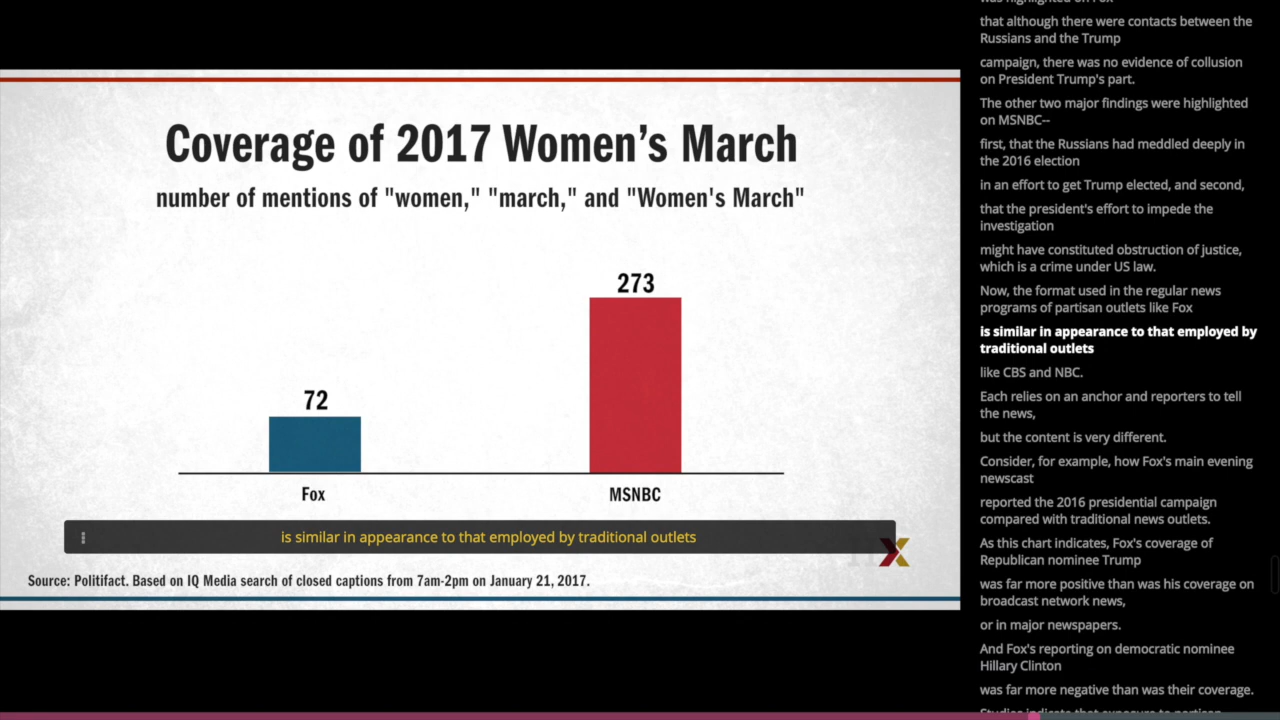 Coverage of 2017 Women's March
number of mentions of "women," "march," and "Women's March"
273
72
Fox
MSNBC
is similar in appearance to that employed by traditional outlets
Source: Politifact. Based on IQ Media search of closed captions from 7am-2pm on January 21, 2017.
was highlighted on Fox
that although there were contacts between the
Russians and the Trump
campaign, there was no evidence of collusion
on President Trump's part.
The other two major findings were highlighted
on MSNBC--
first, that the Russians had meddled deeply in
the 2016 election
in an effort to get Trump elected, and second,
that the president's effort to impede the
investigation
might have constituted obstruction of justice,
which is a crime under US law.
Now, the format used in the regular news
programs of partisan outlets like Fox
is similar in appearance to that employed by
traditional outlets
like CBS and NBC.
Each relies on an anchor and reporters to tell
the news,
but the content is very different.
Consider, for example, how Fox's main evening
newscast
reported the 2016 presidential campaign
compared with traditional news outlets.
As this chart indicates, Fox's coverage of
Republican nominee Trump
was far more positive than was his coverage on
broadcast network news,
or in major newspapers.
And Fox's reporting on democratic nominee
Hillary Clinton
was far more negative than was their coverage.
Studies indicate that exposure to partisan